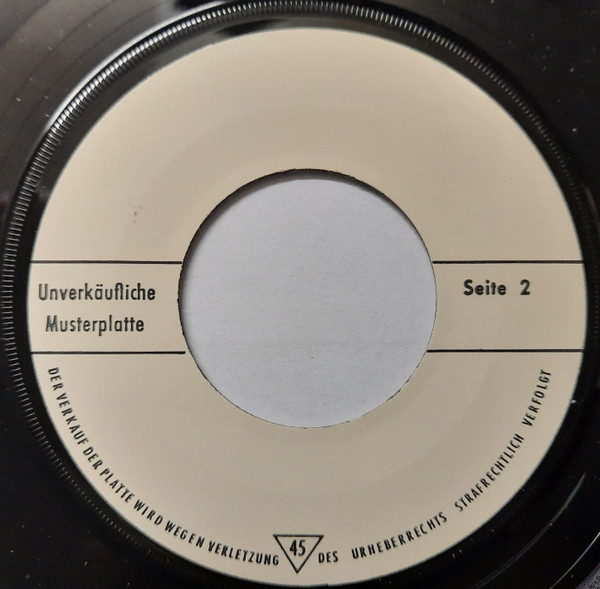 Unverkäufliche
Musterplatte
Seite 2
DER VERKAUF DER PLATTE WIRD WEGEN VERLETZUNG 45 DES URHEBERRECHTS STRAFRECHTLICH VERFOLGT